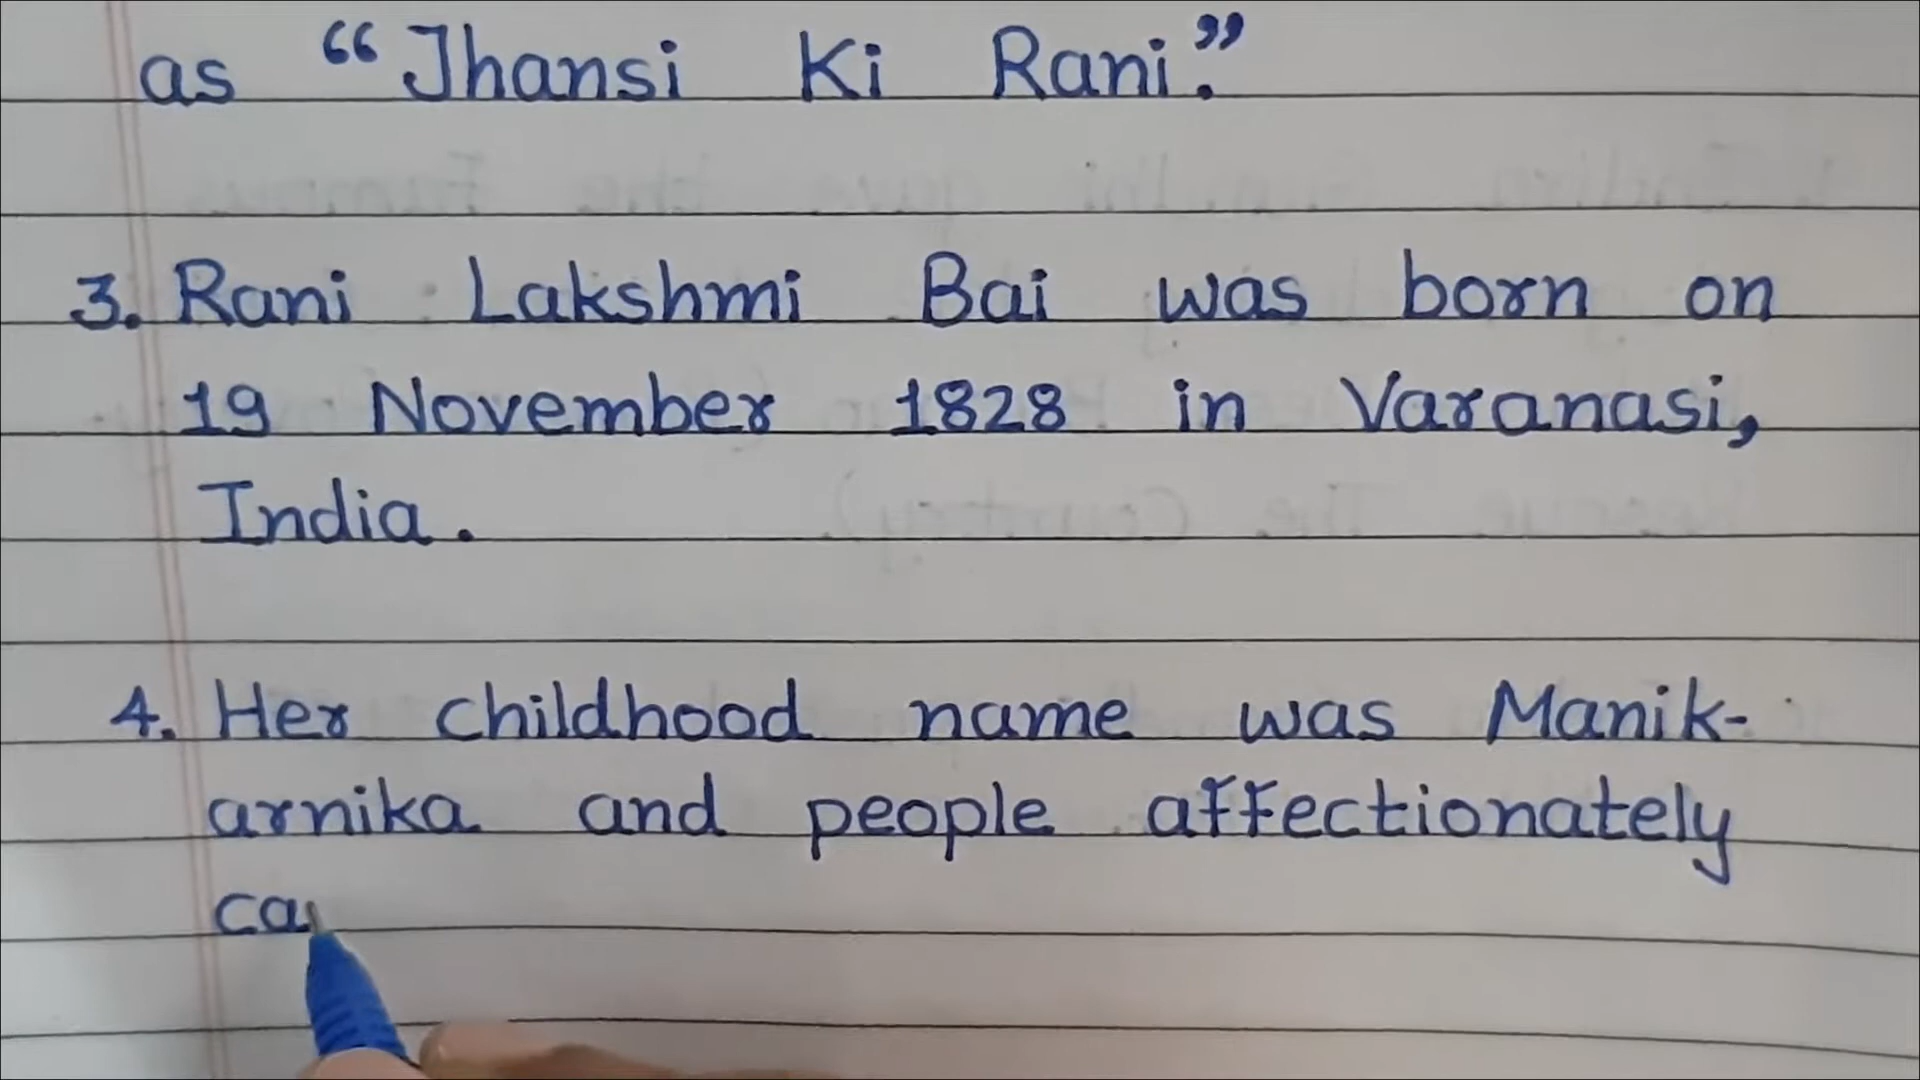 as “Jhansi Ki Rani.”
3. Rani Lakshmi Bai was born on
19 November 1828 in Varanasi,
India.
4. Her childhood name was Manik-
arnika and people affectionately
ca